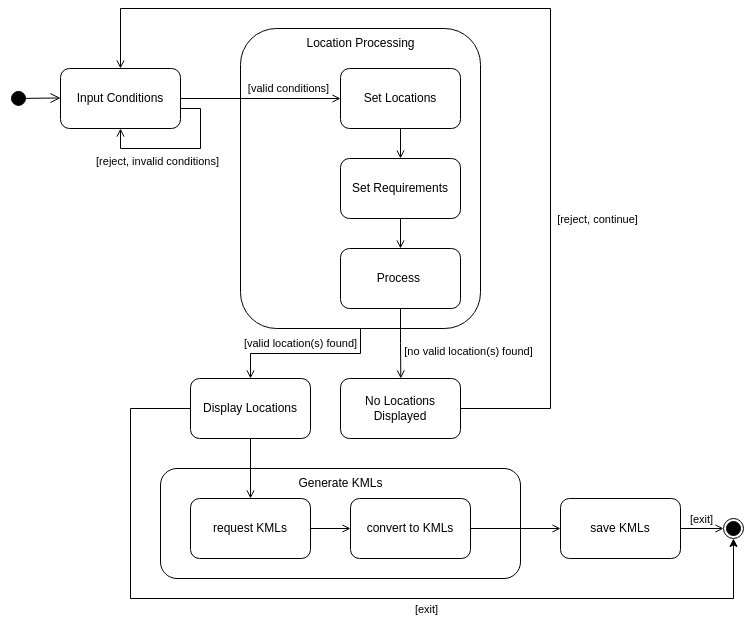 Location Processing
Input Conditions
[valid conditions]
Set Locations
[reject, invalid conditions]
Set Requirements
[reject, continue]
Process
[valid location(s) found]
[no valid location(s) found]
Display Locations
No Locations
Displayed
Generate KMLs
request KMLs
convert to KMLs
save KMLs
[exit]
[exit]